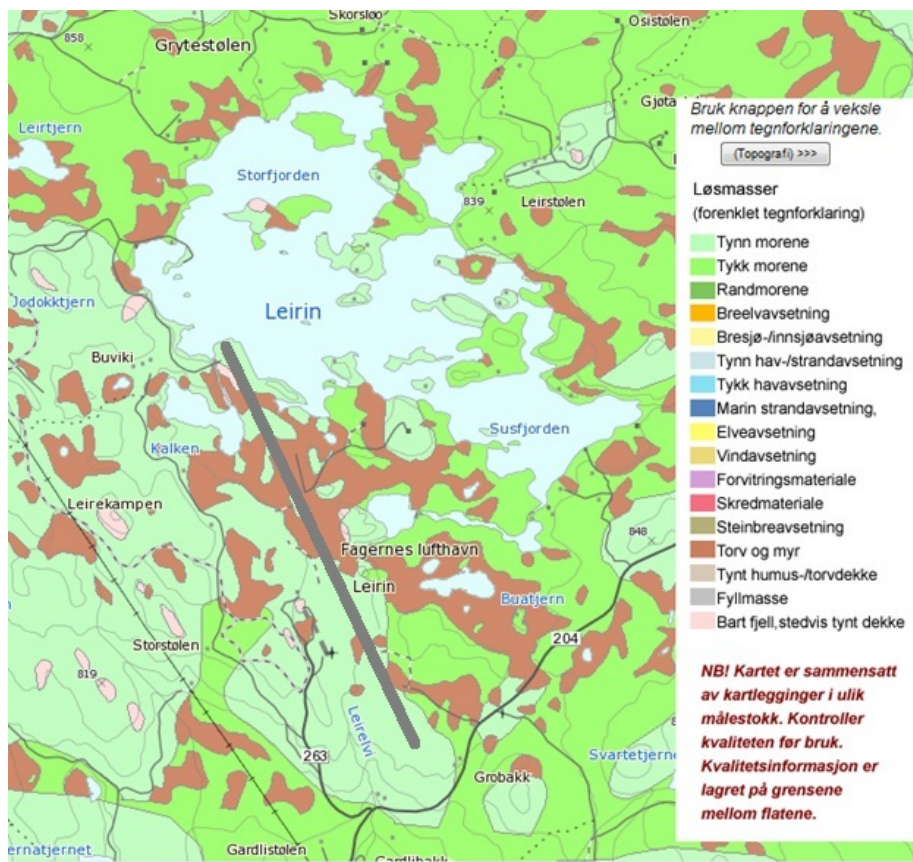 Skorsløo
858
Grytestølen
Osistølen
Leirtjern
Storfjorden
839
Leirstølen
Jodokktjern
Leirin
Buviki
Kalken
Susfjorden
Leirekampen
848
Fagernes lufthavn
Leirin
Buatjern
204
Storstølen
819
Leirelvi
263
Svartetjerne
Grobakk
Gardlistølen
ernatjernet
Bruk knappen for å veksle
mellom tegnforklaringene.
(Topografi) >>>
Løsmasser
(forenklet tegnforklaring)
Tynn morene
Tykk morene
Randmorene
Breelvavsetning
Bresjø-/innsjøavsetning
Tynn hav-/strandavsetning
Tykk havavsetning
Marin strandavsetning,
Elveavsetning
Vindavsetning
Forvitringsmateriale
Skredmateriale
Steinbreavsetning
Torv og myr
Tynt humus-/torvdekke
Fyllmasse
Bart fjell,stedvis tynt dekke
NB! Kartet er sammensatt
av kartlegginger i ulik
målestokk. Kontroller
kvaliteten før bruk.
Kvalitetsinformasjon er
lagret på grensene
mellom flatene.